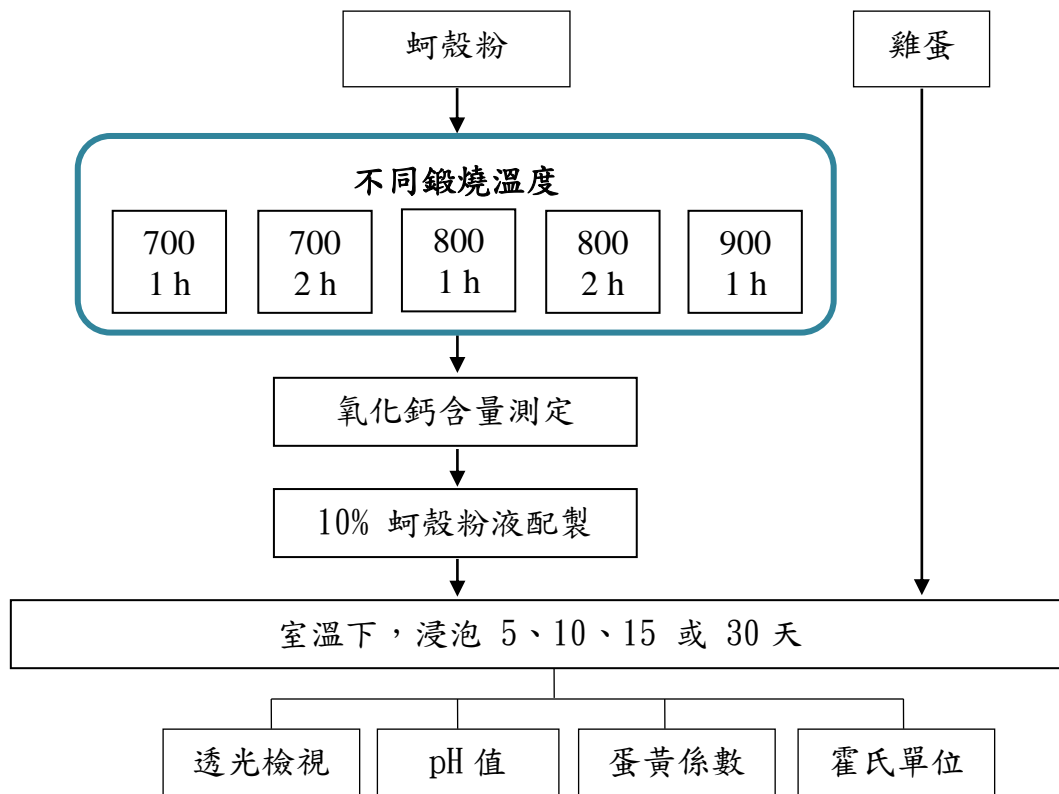 蚵殼粉
雞蛋
不同鍛燒溫度
700
1 h
700
2 h
800
1 h
800
2 h
900
1 h
氧化鈣含量測定
10% 蚵殼粉液配製
室溫下，浸泡 5、10、15 或 30 天
透光檢視
pH 值
蛋黃係數
霍氏單位